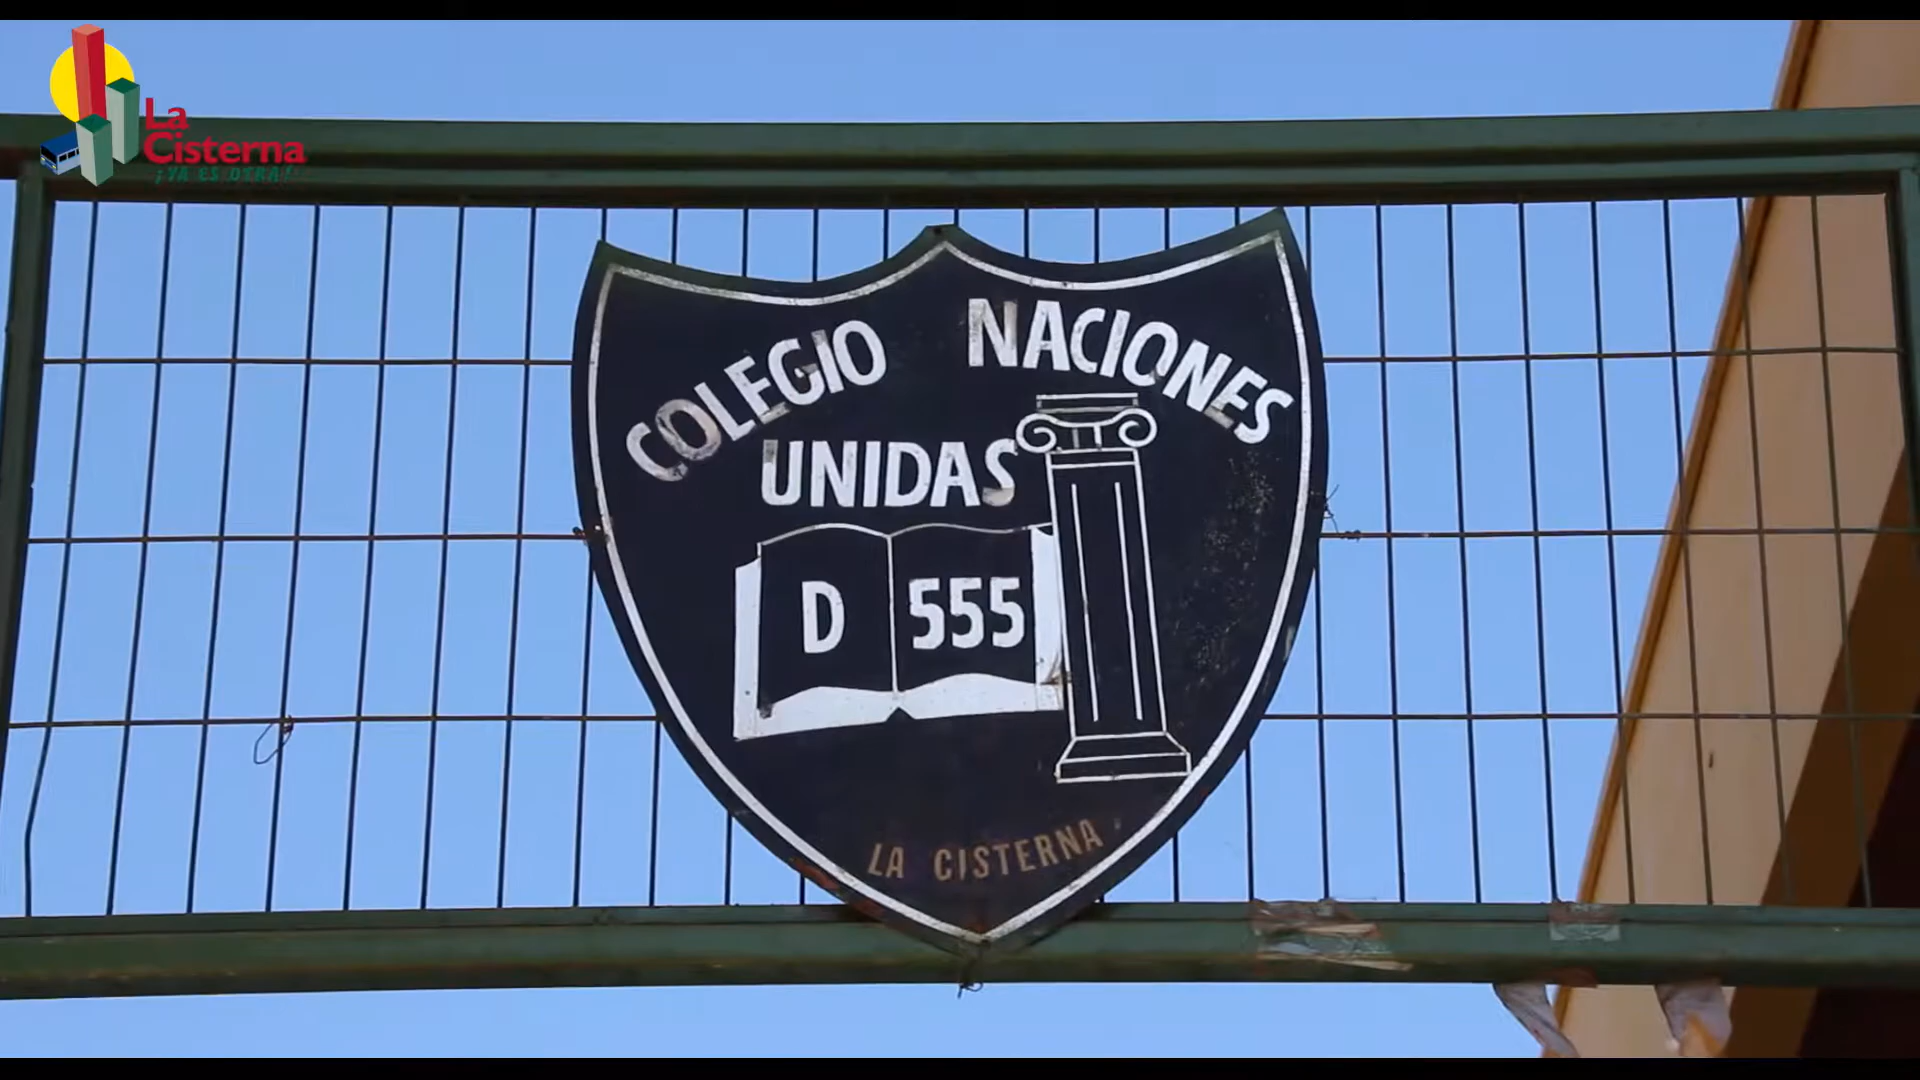 La
Cisterna
¡YA ES OTRA!
COLEGIO NACIONES
UNIDAS
D 555
LA CISTERNA